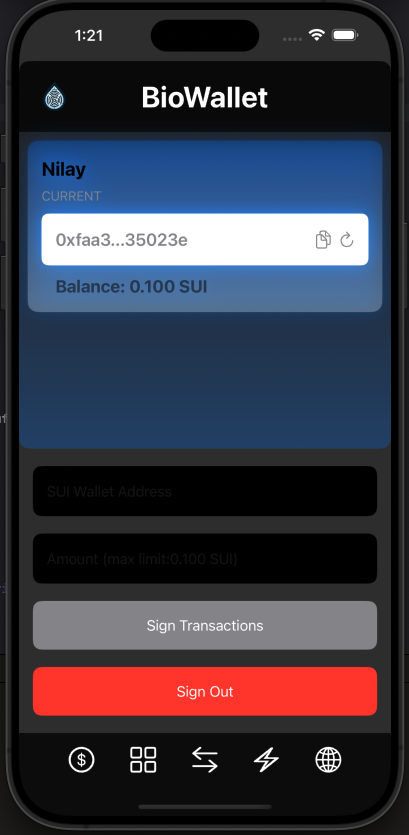 1:21
BioWallet
Nilay
CURRENT
0xfaa3...35023e
Balance: 0.100 SUI
SUI Wallet Address
Amount (max limit:0.100 SUI)
Sign Transactions
Sign Out